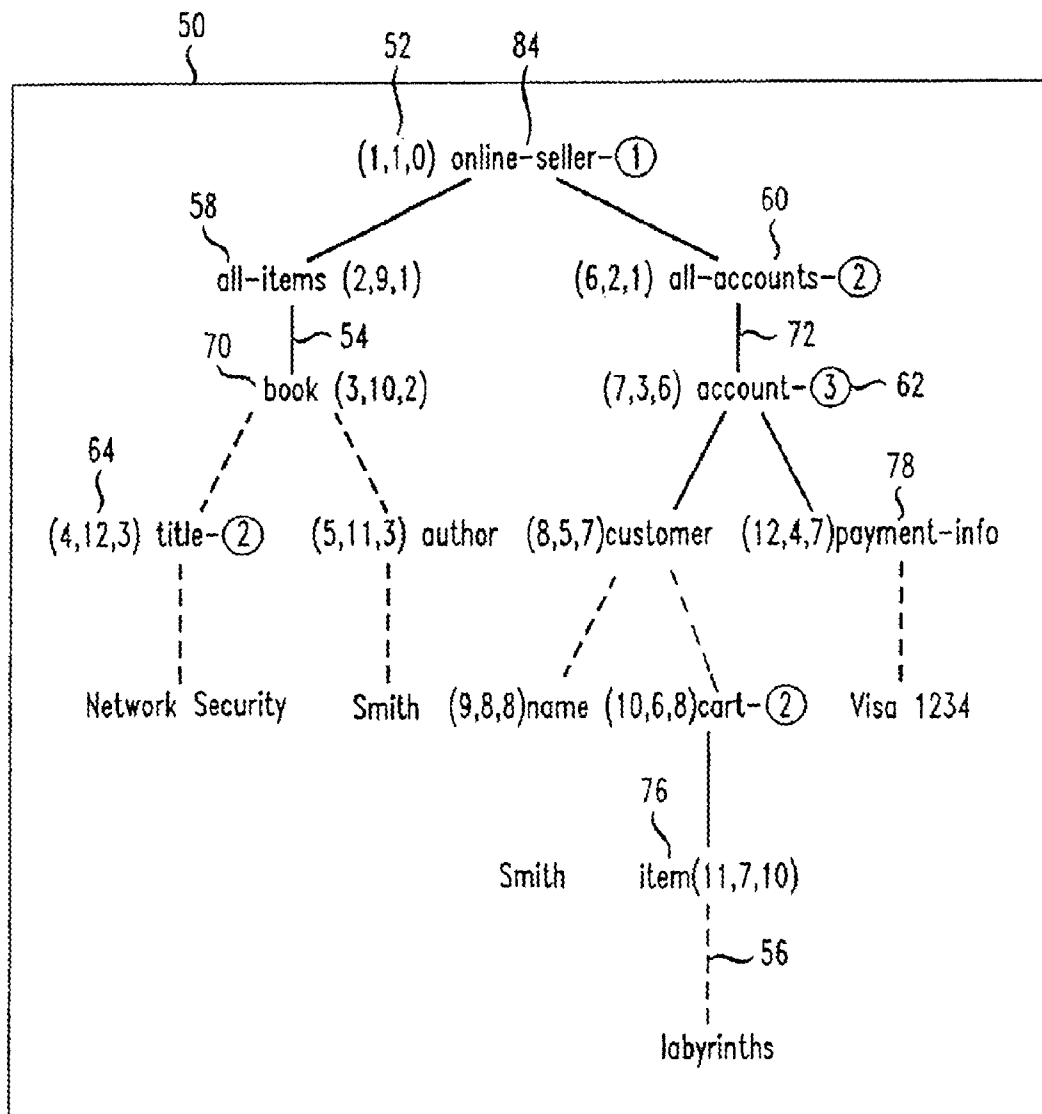 50 52 84
(1,1,0) online-seller-①
58 60
all-items (2,9,1) (6,2,1) all-accounts-②
54 72
70
book (3,10,2) (7,3,6) account-③ 62
64 78
(4,12,3) title-② (5,11,3) author (8,5,7)customer (12,4,7)payment-info
Network Security Smith (9,8,8)name (10,6,8)cart-② Visa 1234
76
Smith item(11,7,10)
56
labyrinths